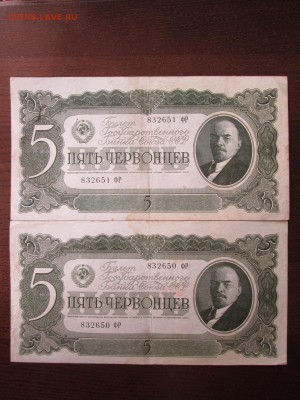 832651 ФР
Билет
Государственного
Банка Союза ССР
5 ПЯТЬ ЧЕРВОНЦЕВ
832651 ФР
5
832650 ФР
Билет
Государственного
Банка Союза ССР
5 ПЯТЬ ЧЕРВОНЦЕВ
832650 ФР
5